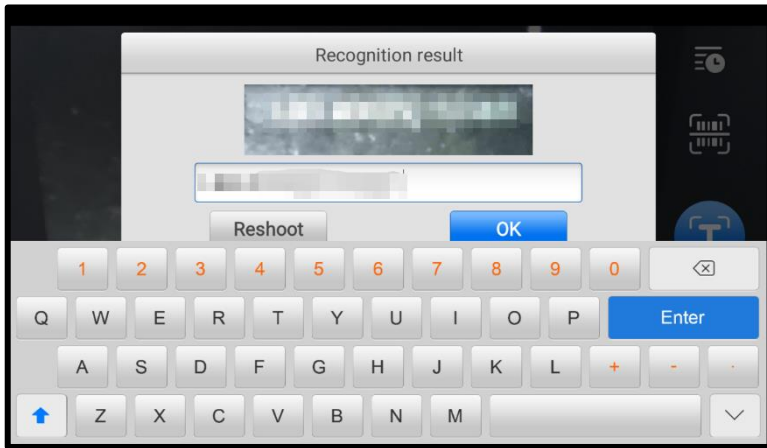 Recognition result
Reshoot OK
1 2 3 4 5 6 7 8 9 0
Q W E R T Y U I O P Enter
A S D F G H J K L + - .
Z X C V B N M